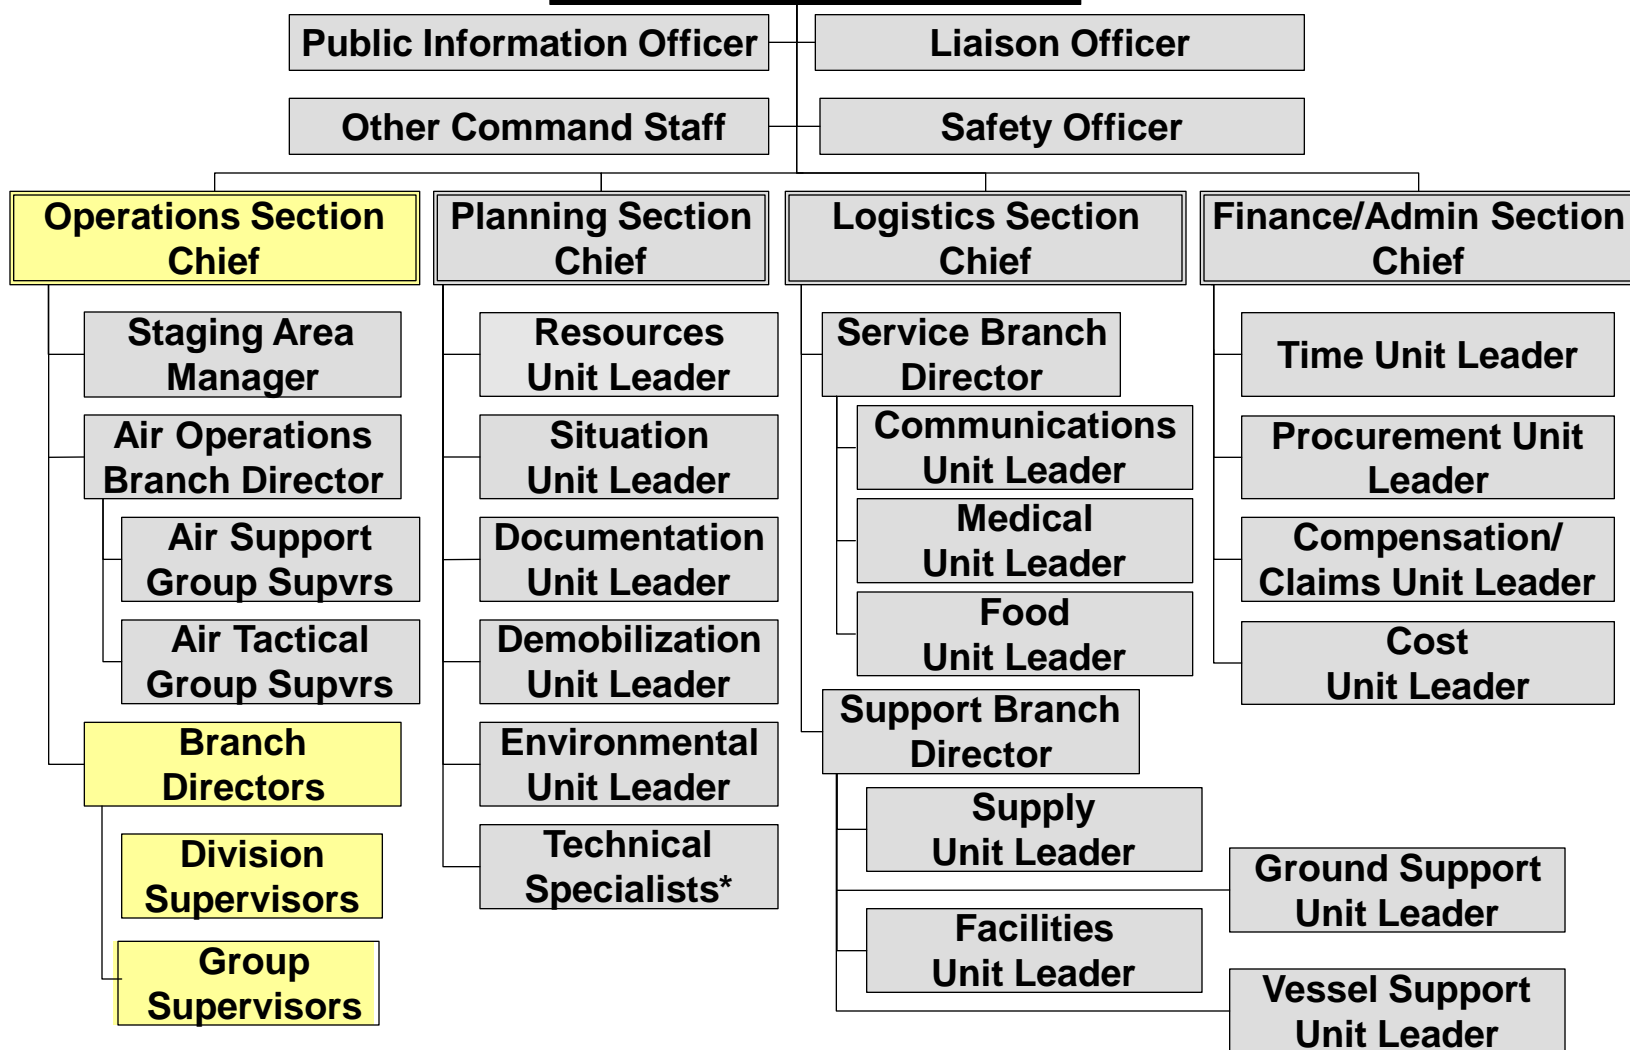 Public Information Officer
Liaison Officer
Other Command Staff
Safety Officer
Operations Section
Chief
Planning Section
Chief
Logistics Section
Chief
Finance/Admin Section
Chief
Staging Area
Manager
Air Operations
Branch Director
Air Support
Group Supvrs
Air Tactical
Group Supvrs
Branch
Directors
Division
Supervisors
Group
Supervisors
Resources
Unit Leader
Situation
Unit Leader
Documentation
Unit Leader
Demobilization
Unit Leader
Environmental
Unit Leader
Technical
Specialists*
Service Branch
Director
Communications
Unit Leader
Medical
Unit Leader
Food
Unit Leader
Support Branch
Director
Supply
Unit Leader
Facilities
Unit Leader
Ground Support
Unit Leader
Vessel Support
Unit Leader
Time Unit Leader
Procurement Unit
Leader
Compensation/
Claims Unit Leader
Cost
Unit Leader